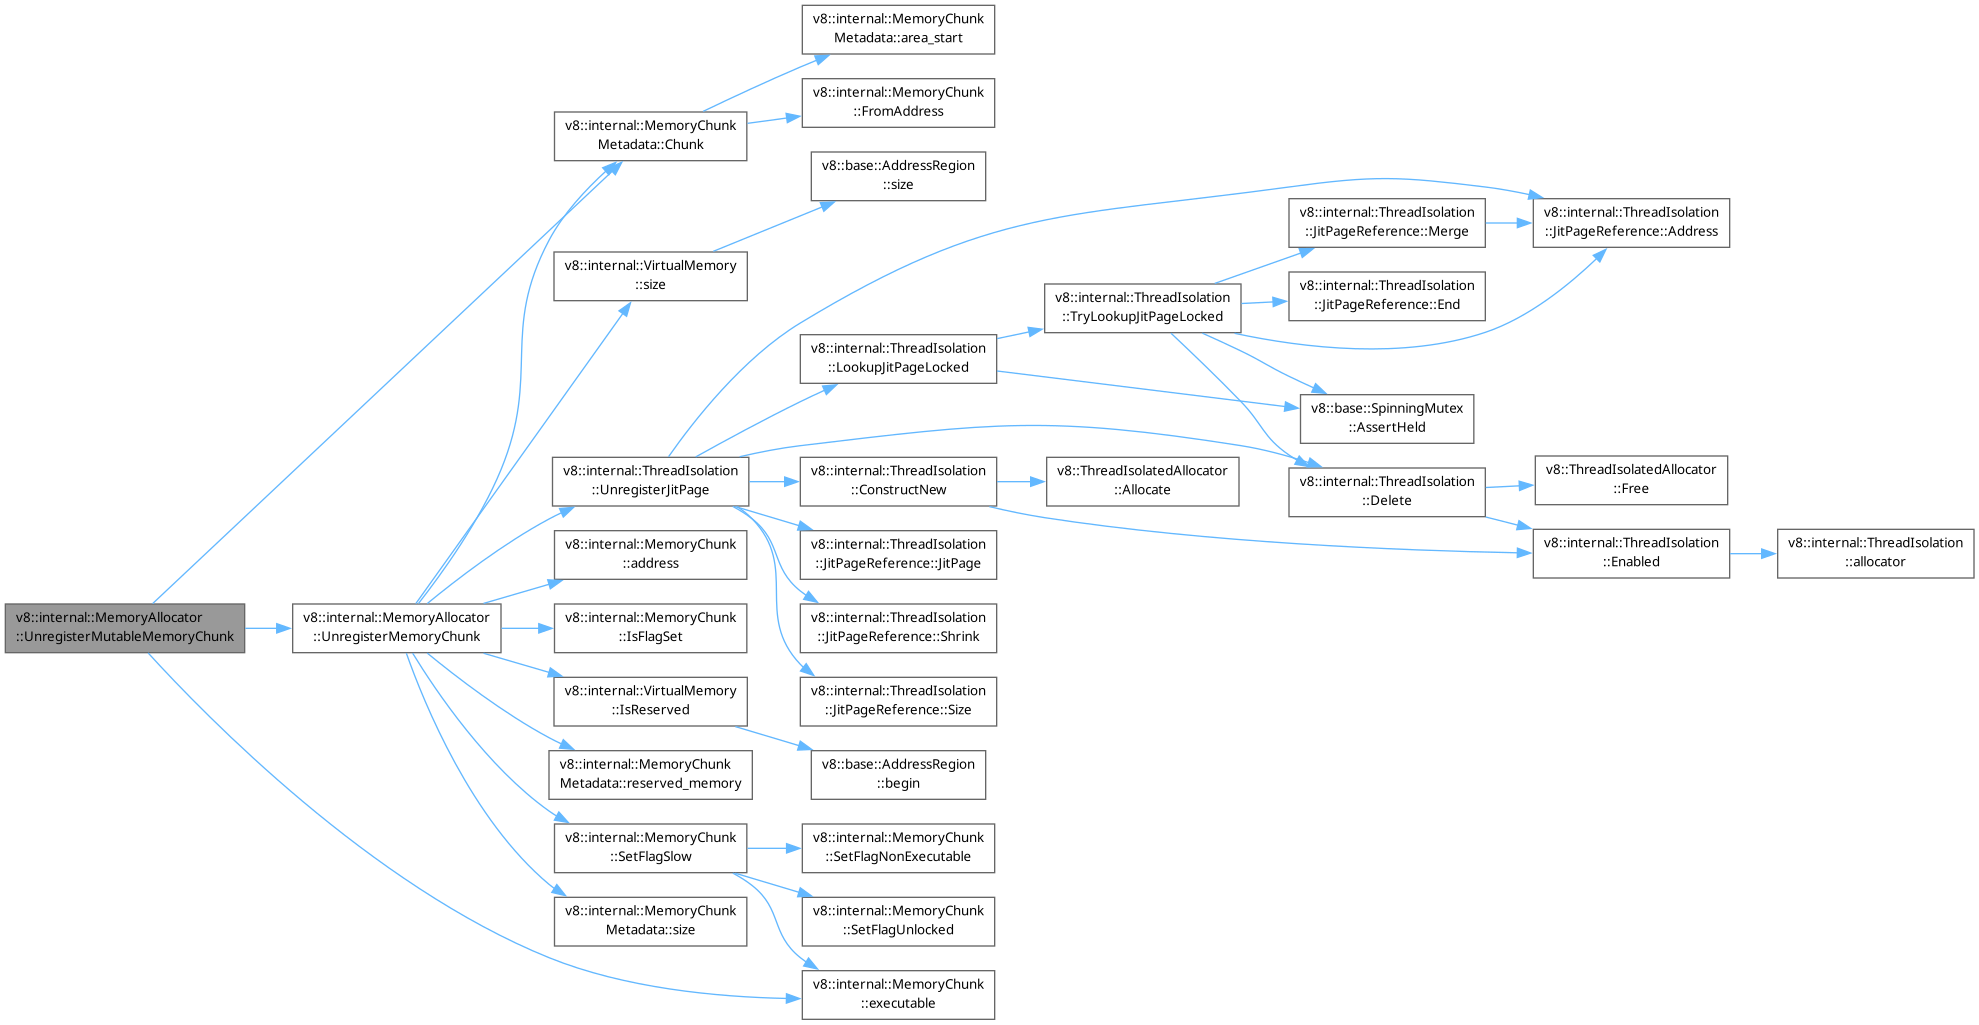 v8::internal::MemoryAllocator
::UnregisterMutableMemoryChunk
v8::internal::MemoryAllocator
::UnregisterMemoryChunk
v8::internal::MemoryChunk
Metadata::Chunk
v8::internal::VirtualMemory
::size
v8::internal::ThreadIsolation
::UnregisterJitPage
v8::internal::MemoryChunk
::address
v8::internal::MemoryChunk
::IsFlagSet
v8::internal::VirtualMemory
::IsReserved
v8::internal::MemoryChunk
Metadata::reserved_memory
v8::internal::MemoryChunk
::SetFlagSlow
v8::internal::MemoryChunk
Metadata::size
v8::internal::MemoryChunk
Metadata::area_start
v8::internal::MemoryChunk
::FromAddress
v8::base::AddressRegion
::size
v8::internal::ThreadIsolation
::LookupJitPageLocked
v8::internal::ThreadIsolation
::ConstructNew
v8::internal::ThreadIsolation
::JitPageReference::JitPage
v8::internal::ThreadIsolation
::JitPageReference::Shrink
v8::internal::ThreadIsolation
::JitPageReference::Size
v8::base::AddressRegion
::begin
v8::internal::MemoryChunk
::SetFlagNonExecutable
v8::internal::MemoryChunk
::SetFlagUnlocked
v8::internal::MemoryChunk
::executable
v8::internal::ThreadIsolation
::TryLookupJitPageLocked
v8::ThreadIsolatedAllocator
::Allocate
v8::internal::ThreadIsolation
::JitPageReference::Merge
v8::internal::ThreadIsolation
::JitPageReference::End
v8::base::SpinningMutex
::AssertHeld
v8::internal::ThreadIsolation
::Delete
v8::internal::ThreadIsolation
::JitPageReference::Address
v8::ThreadIsolatedAllocator
::Free
v8::internal::ThreadIsolation
::Enabled
v8::internal::ThreadIsolation
::allocator